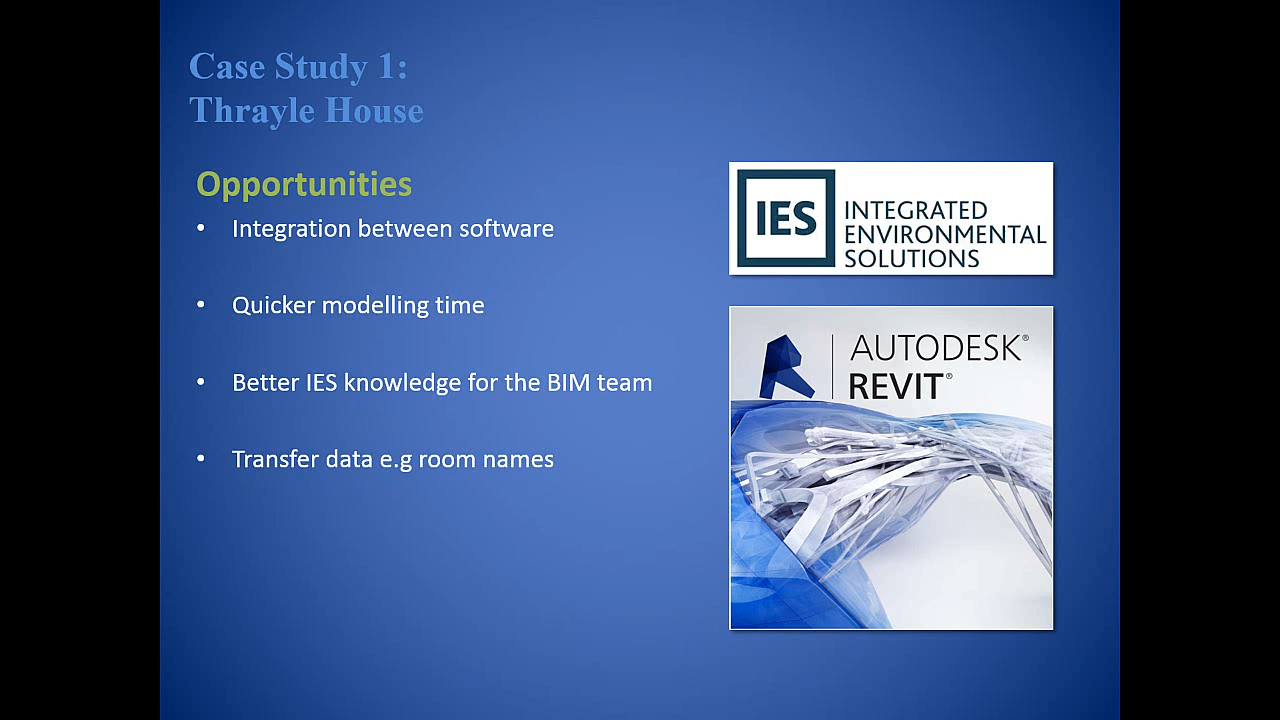 Case Study 1:
Thrayle House
Opportunities
• Integration between software
• Quicker modelling time
• Better IES knowledge for the BIM team
• Transfer data e.g room names
IES
INTEGRATED
ENVIRONMENTAL
SOLUTIONS
AUTODESK®
REVIT®